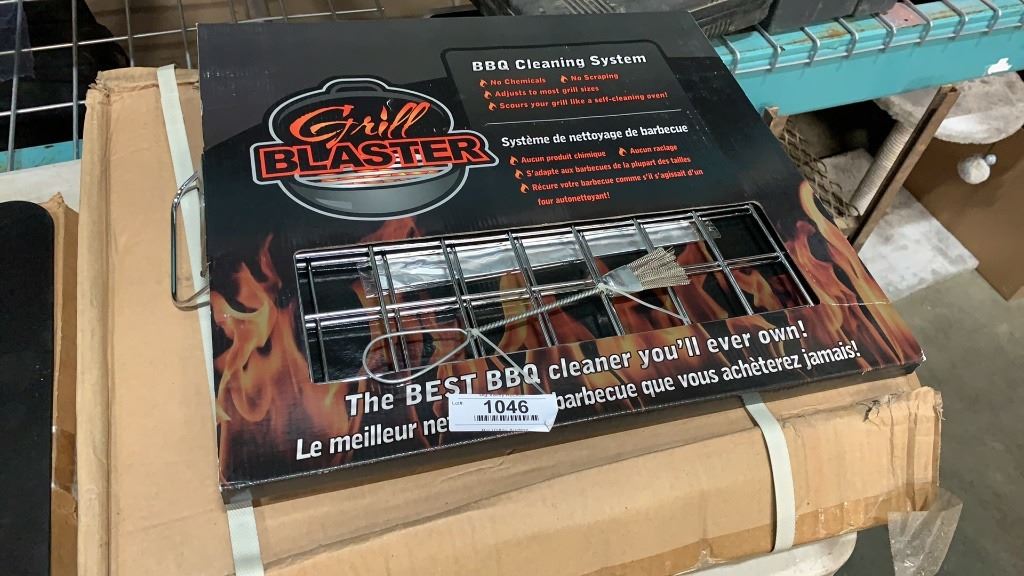 Grill
BLASTER
BBQ Cleaning System
No Chemicals No Scraping
Adjusts to most grill sizes
Scours your grill like a self-cleaning oven!
Système de nettoyage de barbecue
Aucun produit chimique Aucun raclage
S'adapte aux barbecues de la plupart des tailles
Récure votre barbecue comme s'il s'agissait d'un
four autonettoyant!
The BEST BBQ cleaner you'll ever own!
Le meilleur ne barbecue que vous achèterez jamais!
1046